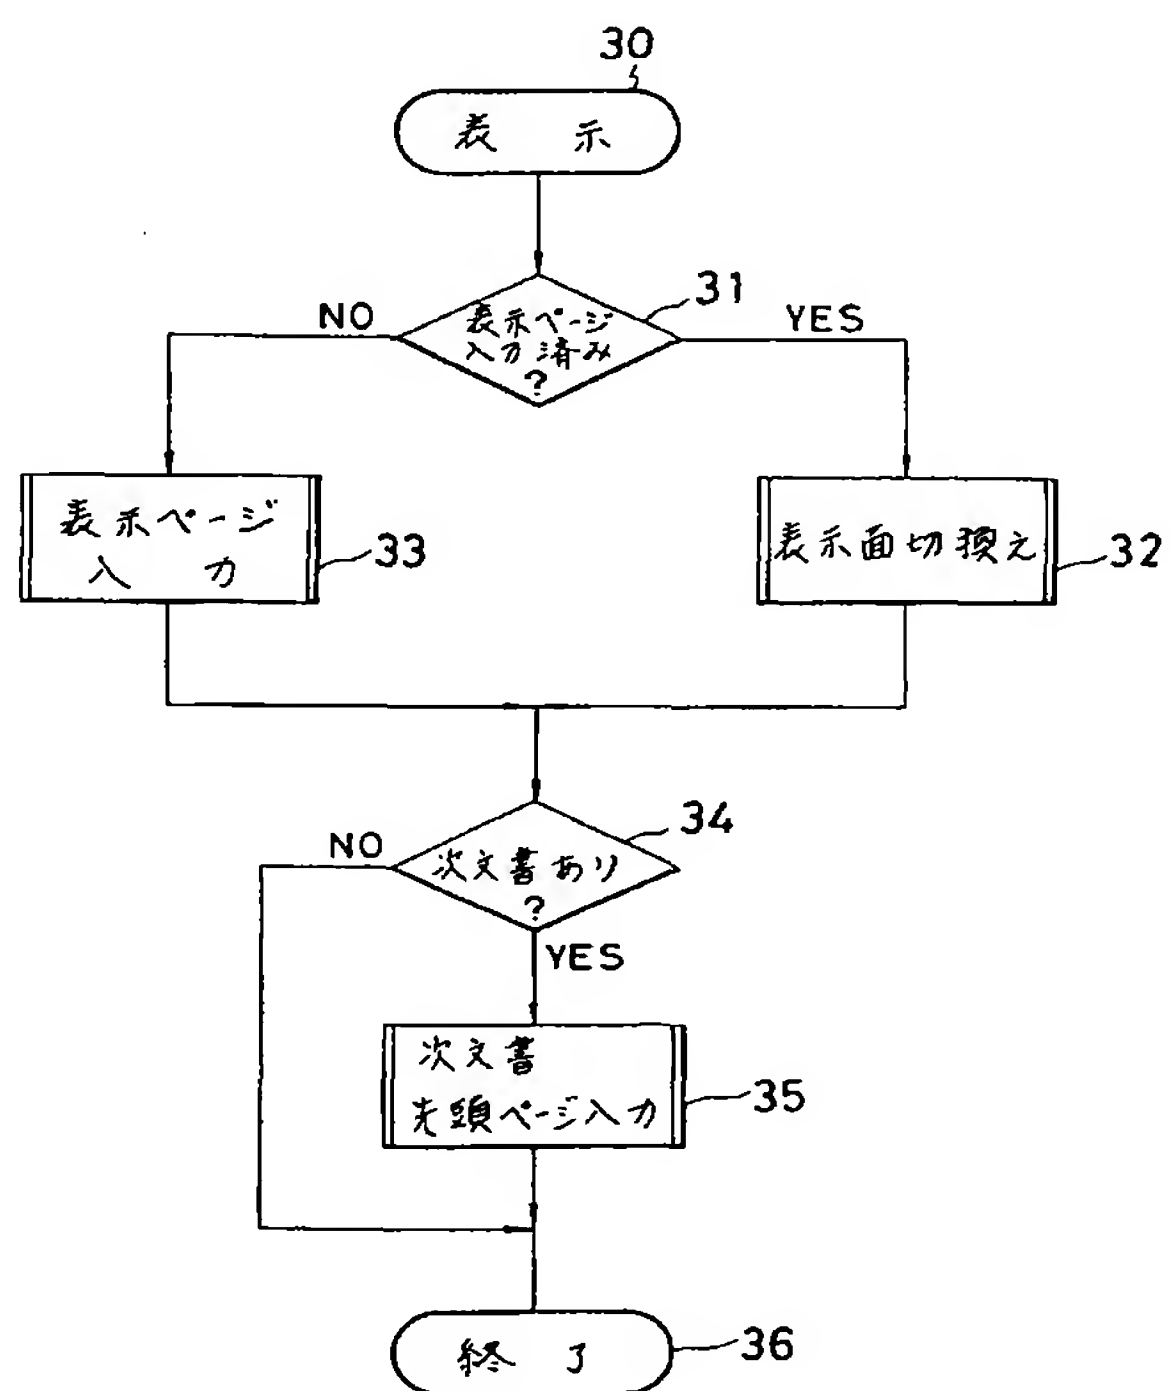 30
表 示
31
NO
YES
表示ページ
入力済み
?
表示ページ
入 力
33
表示面切換え
32
34
NO
次文書あり
?
YES
次文書
先頭ページ入力
35
終 了
36